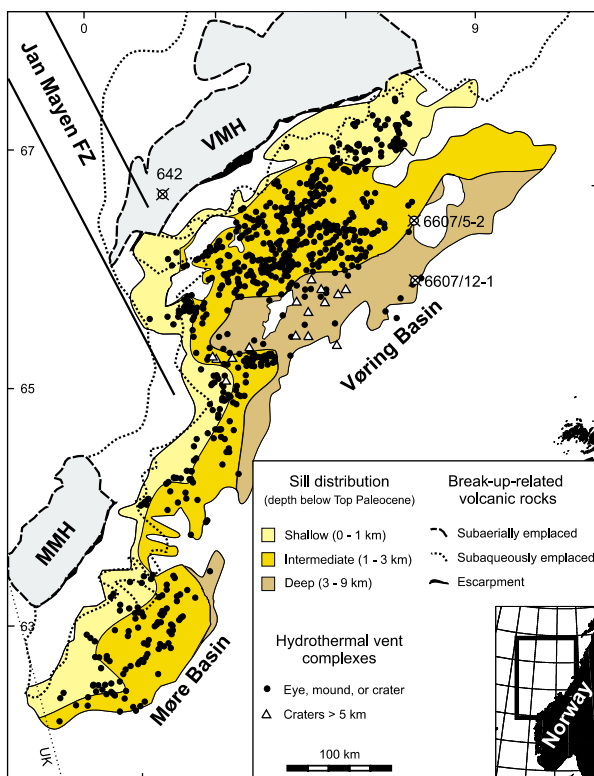 0
9
Jan Mayen FZ
VMH
67
642
6607/5-2
6607/12-1
Vøring Basin
65
MMH
63
Møre Basin
UK
Sill distribution
(depth below Top Paleocene)
Shallow (0 - 1 km)
Intermediate (1 - 3 km)
Deep (3 - 9 km)
Hydrothermal vent
complexes
Eye, mound, or crater
Craters > 5 km
100 km
Break-up-related
volcanic rocks
Subaerially emplaced
Subaqueously emplaced
Escarpment
Norway